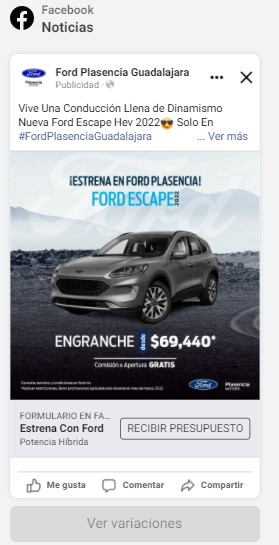 Facebook
Noticias
Ford Plasencia Guadalajara
Publicidad ·
Vive Una Conducción Llena de Dinamismo
Nueva Ford Escape Hev 2022😎 Solo En
#FordPlasenciaGuadalajara ... Ver más
¡ESTRENA EN FORD PLASENCIA!
FORD ESCAPE 2022
ENGANCHE desde $69,440*
Comisión x Apertura GRATIS
Ford Plasencia
FORMULARIO EN FA...
Estrena Con Ford
Potencia Híbrida
RECIBIR PRESUPUESTO
Me gusta Comentar Compartir
Ver variaciones